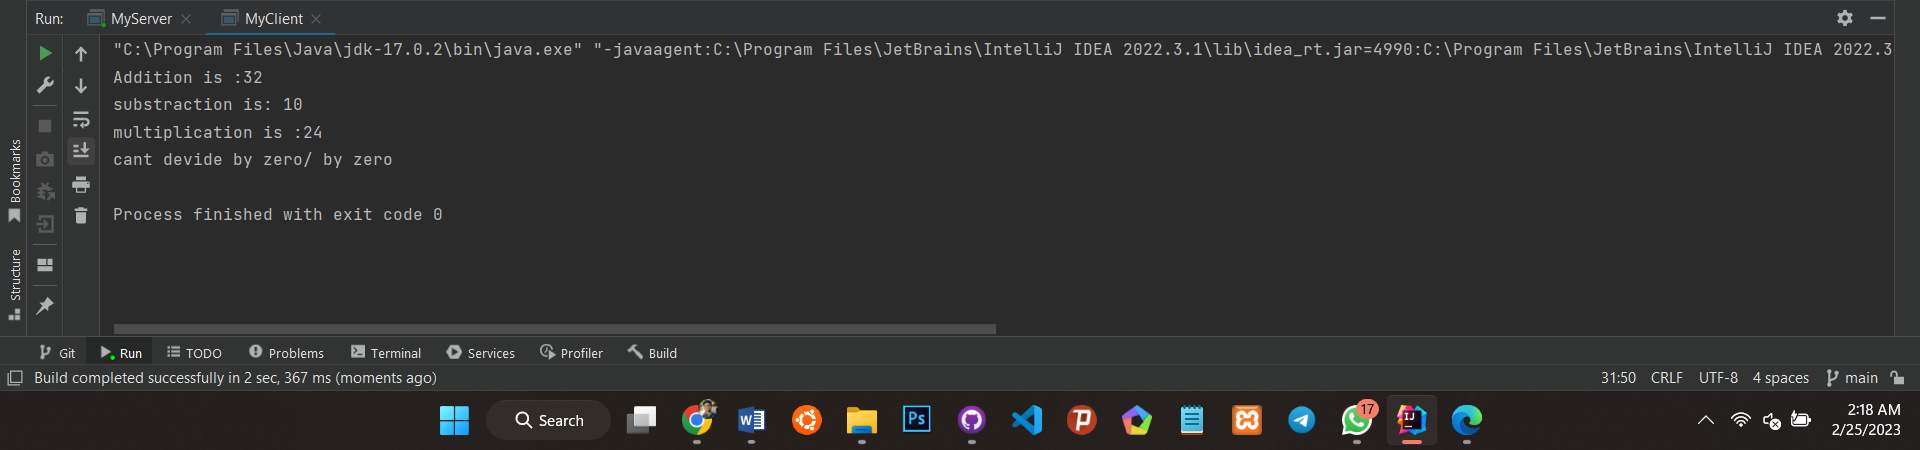 Run: MyServer MyClient
"C:\Program Files\Java\jdk-17.0.2\bin\java.exe" "-javaagent:C:\Program Files\JetBrains\IntelliJ IDEA 2022.3.1\lib\idea_rt.jar=4990:C:\Program Files\JetBrains\IntelliJ IDEA 2022.3
Addition is :32
substraction is: 10
multiplication is :24
cant devide by zero/ by zero
Process finished with exit code 0
Bookmarks
Structure
Git Run TODO Problems Terminal Services Profiler Build
Build completed successfully in 2 sec, 367 ms (moments ago) 31:50 CRLF UTF-8 4 spaces main
Search Ps 17 IJ 2:18 AM
2/25/2023